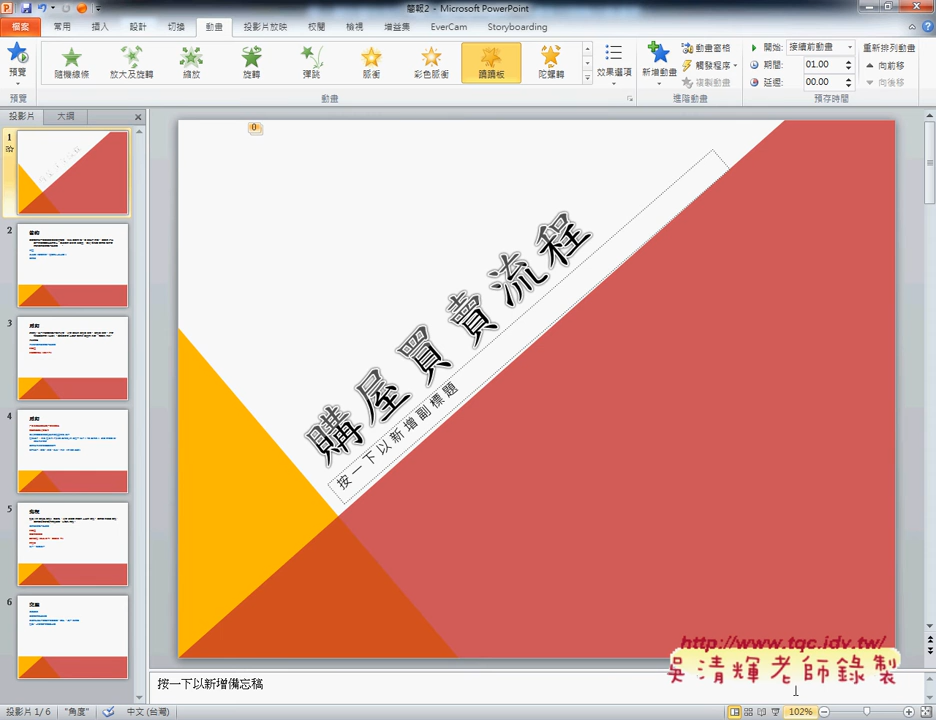 簡報2 - Microsoft PowerPoint
檔案 常用 插入 設計 切換 動畫 投影片放映 校閱 檢視 增益集 EverCam Storyboarding
預覽 隨機線條 放大及旋轉 縮放 旋轉 彈跳 脈衝 彩色脈衝 蹺蹺板 陀螺轉 效果選項 新增動畫
動畫窗格 觸發程序 複製動畫
開始: 接續前動畫 重新排列動畫
期間: 01.00 向前移
延遲: 00.00 向後移
預覽 動畫 進階動畫 預存時間
投影片 大綱
1
2
3
4
5
6
0
購屋買賣流程
按一下以新增副標題
http://www.tqc.idv.tw/
吳清輝老師錄製
按一下以新增備忘稿
投影片 1/6 "角度" 中文 (台灣) 102%